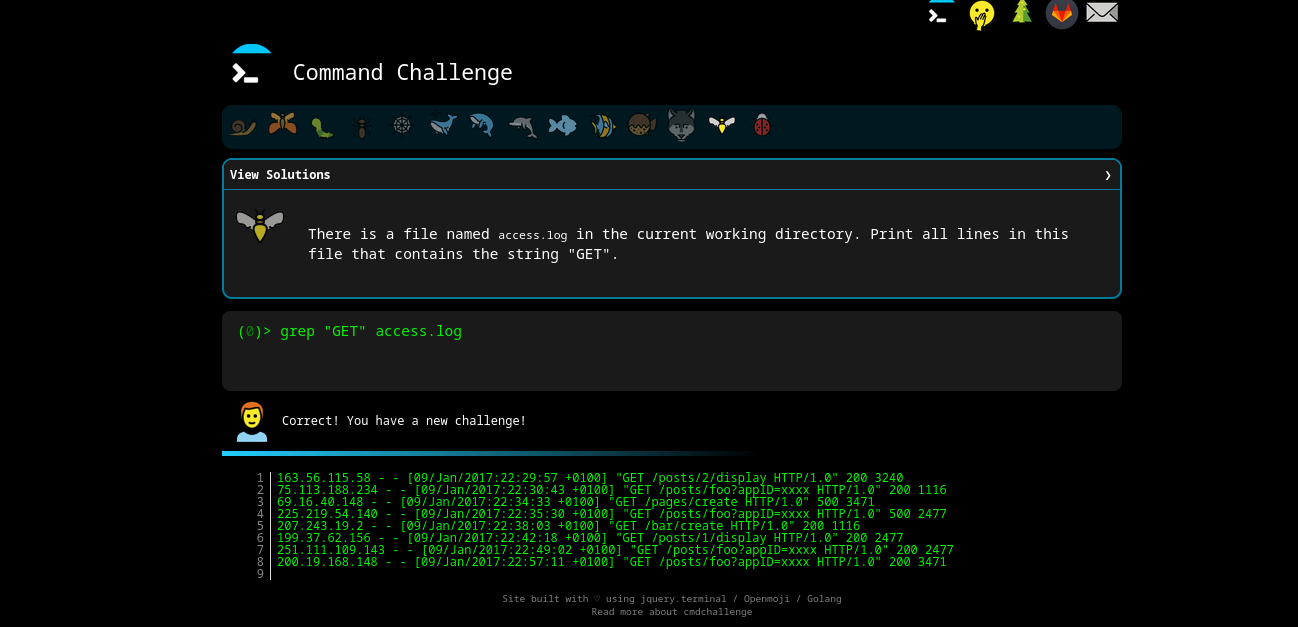 Command Challenge
View Solutions ❯
There is a file named access.log in the current working directory. Print all lines in this
file that contains the string "GET".
(0)> grep "GET" access.log
Correct! You have a new challenge!
1 163.56.115.58 - - [09/Jan/2017:22:29:57 +0100] "GET /posts/2/display HTTP/1.0" 200 3240
2 75.113.188.234 - - [09/Jan/2017:22:30:43 +0100] "GET /posts/foo?appID=xxxx HTTP/1.0" 200 1116
3 69.16.40.148 - - [09/Jan/2017:22:34:33 +0100] "GET /pages/create HTTP/1.0" 500 3471
4 225.219.54.140 - - [09/Jan/2017:22:35:30 +0100] "GET /posts/foo?appID=xxxx HTTP/1.0" 500 2477
5 207.243.19.2 - - [09/Jan/2017:22:38:03 +0100] "GET /bar/create HTTP/1.0" 200 1116
6 199.37.62.156 - - [09/Jan/2017:22:42:18 +0100] "GET /posts/1/display HTTP/1.0" 200 2477
7 251.111.109.143 - - [09/Jan/2017:22:49:02 +0100] "GET /posts/foo?appID=xxxx HTTP/1.0" 200 2477
8 200.19.168.148 - - [09/Jan/2017:22:57:11 +0100] "GET /posts/foo?appID=xxxx HTTP/1.0" 200 3471
9
Site built with ♡ using jquery.terminal / Openmoji / Golang
Read more about cmdchallenge